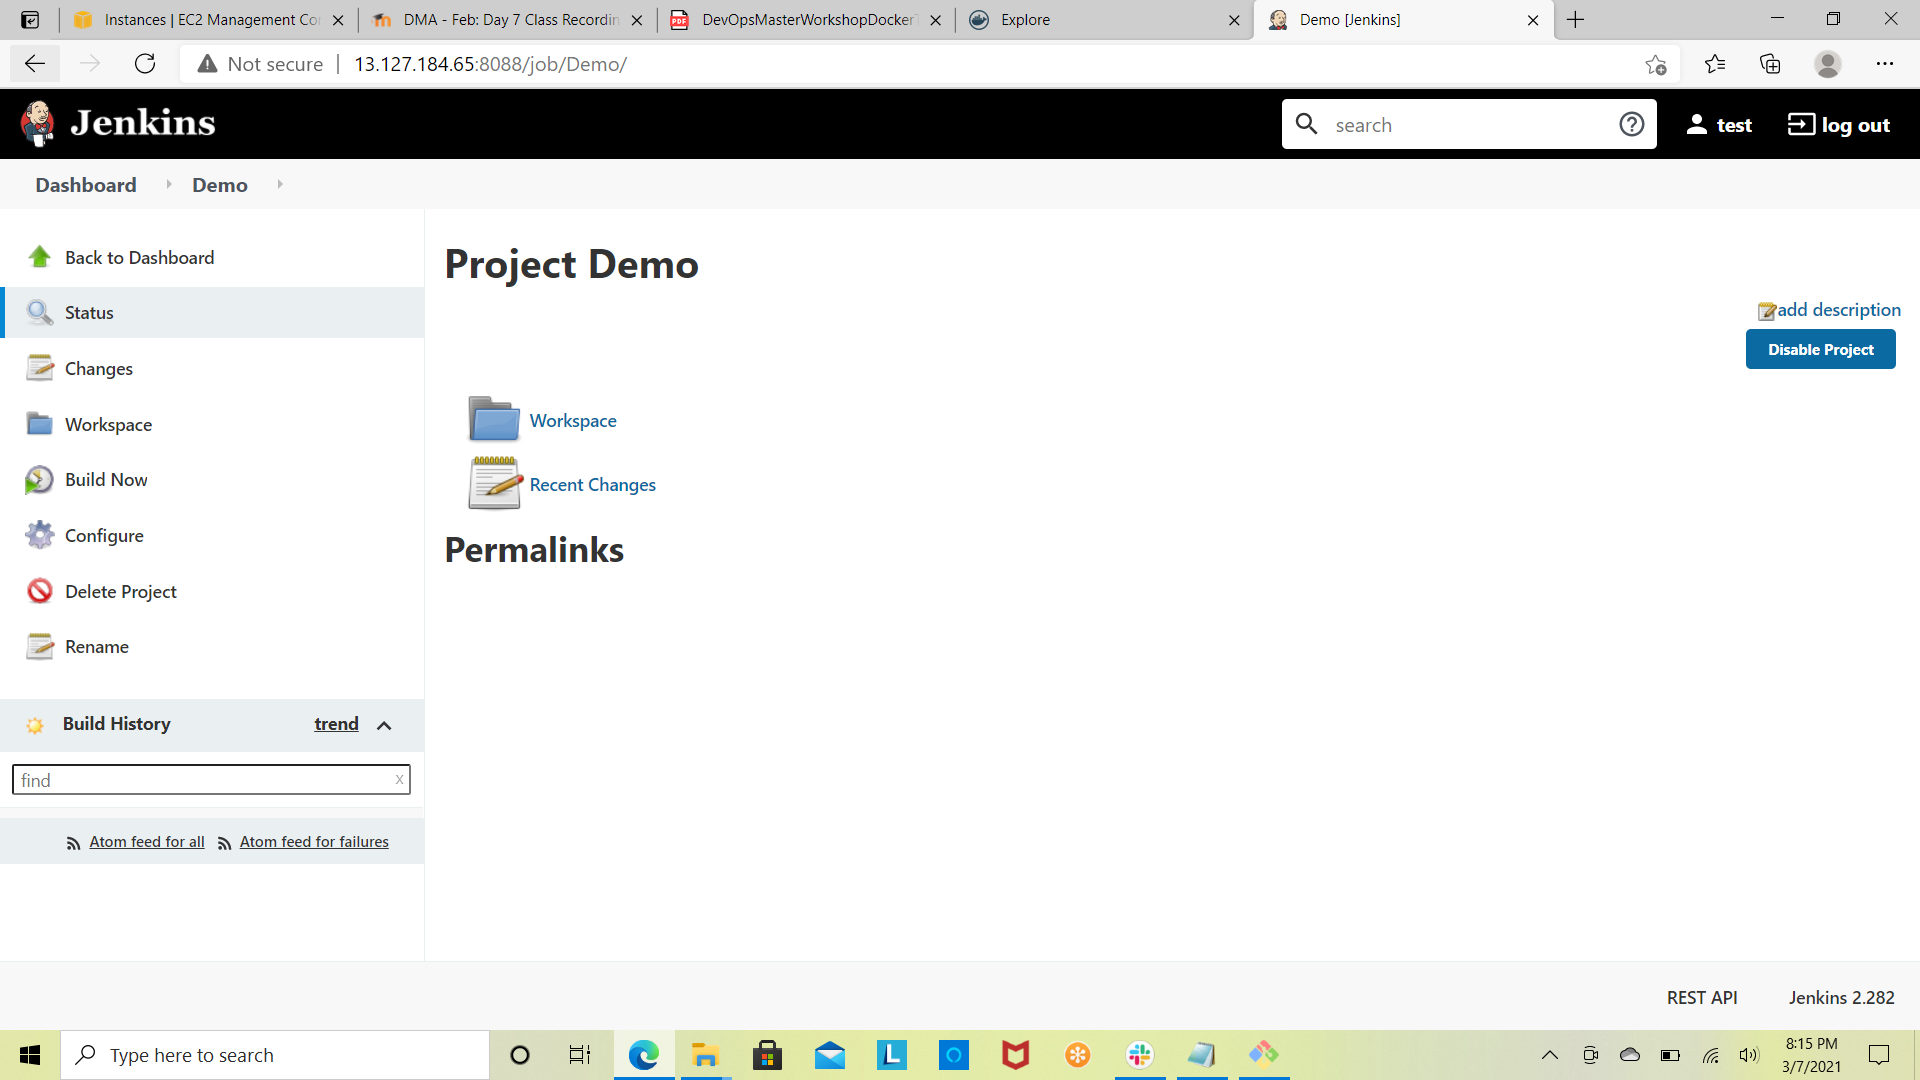 Instances | EC2 Management Co
DMA - Feb: Day 7 Class Recordin
DevOpsMasterWorkshopDocker
Explore
Demo [Jenkins]
Not secure | 13.127.184.65:8088/job/Demo/
Jenkins
search
test
log out
Dashboard
Demo
Back to Dashboard
Status
Changes
Workspace
Build Now
Configure
Delete Project
Rename
Build History
trend
find
x
Atom feed for all
Atom feed for failures
Project Demo
add description
Disable Project
Workspace
Recent Changes
Permalinks
REST API
Jenkins 2.282
Type here to search
8:15 PM
3/7/2021